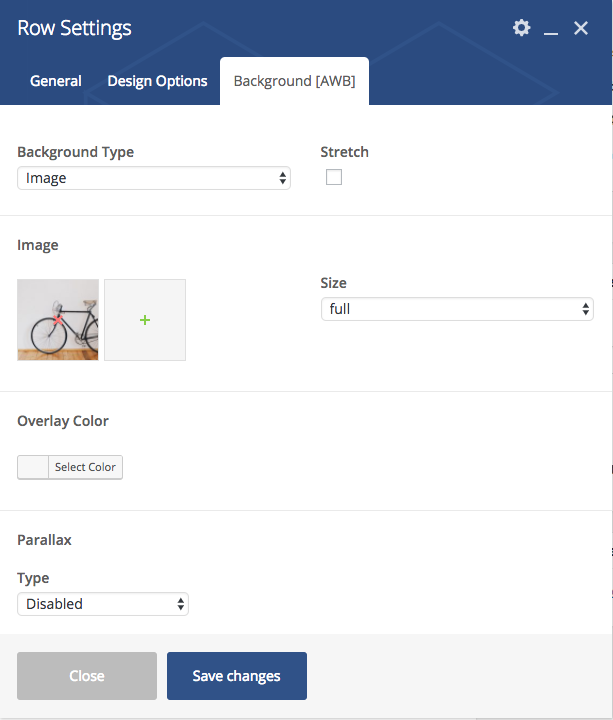 Row Settings
General Design Options Background [AWB]
Background Type Stretch
Image
Image
Size
full
Overlay Color
Select Color
Parallax
Type
Disabled
Close Save changes